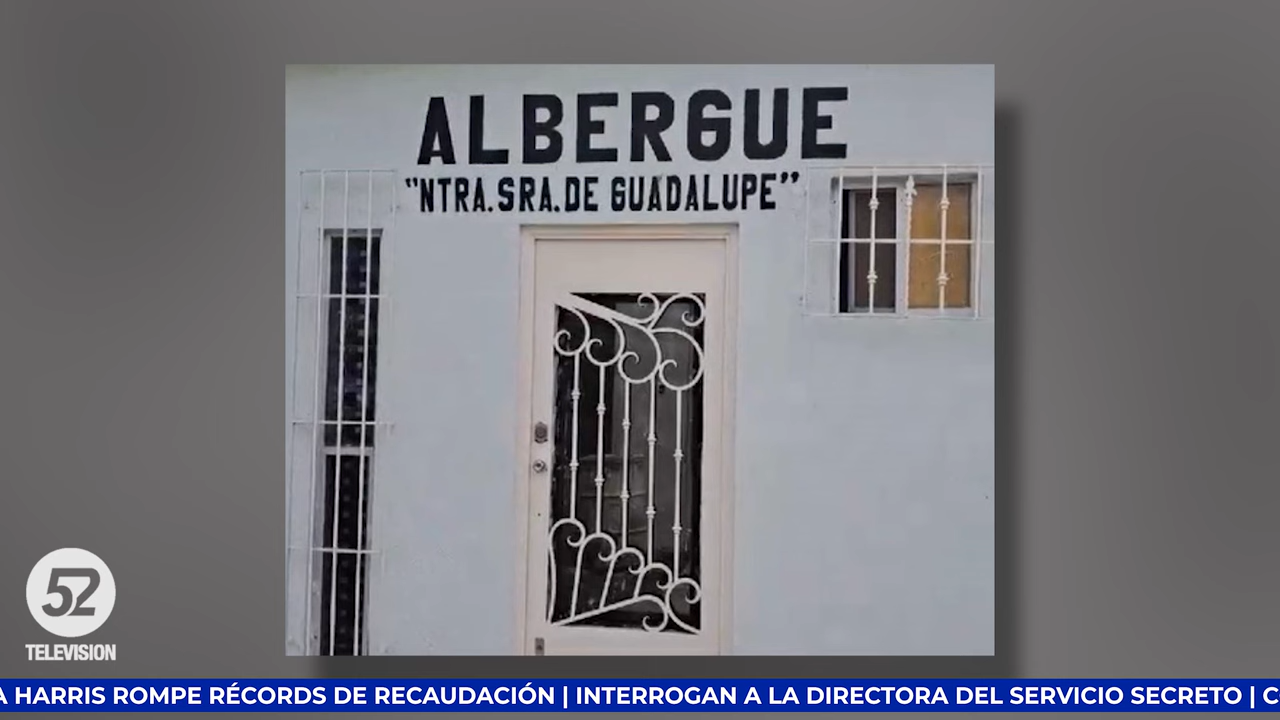 ALBERGUE
"NTRA.SRA.DE GUADALUPE"
52
TELEVISION
A HARRIS ROMPE RÉCORDS DE RECAUDACIÓN | INTERROGAN A LA DIRECTORA DEL SERVICIO SECRETO | C